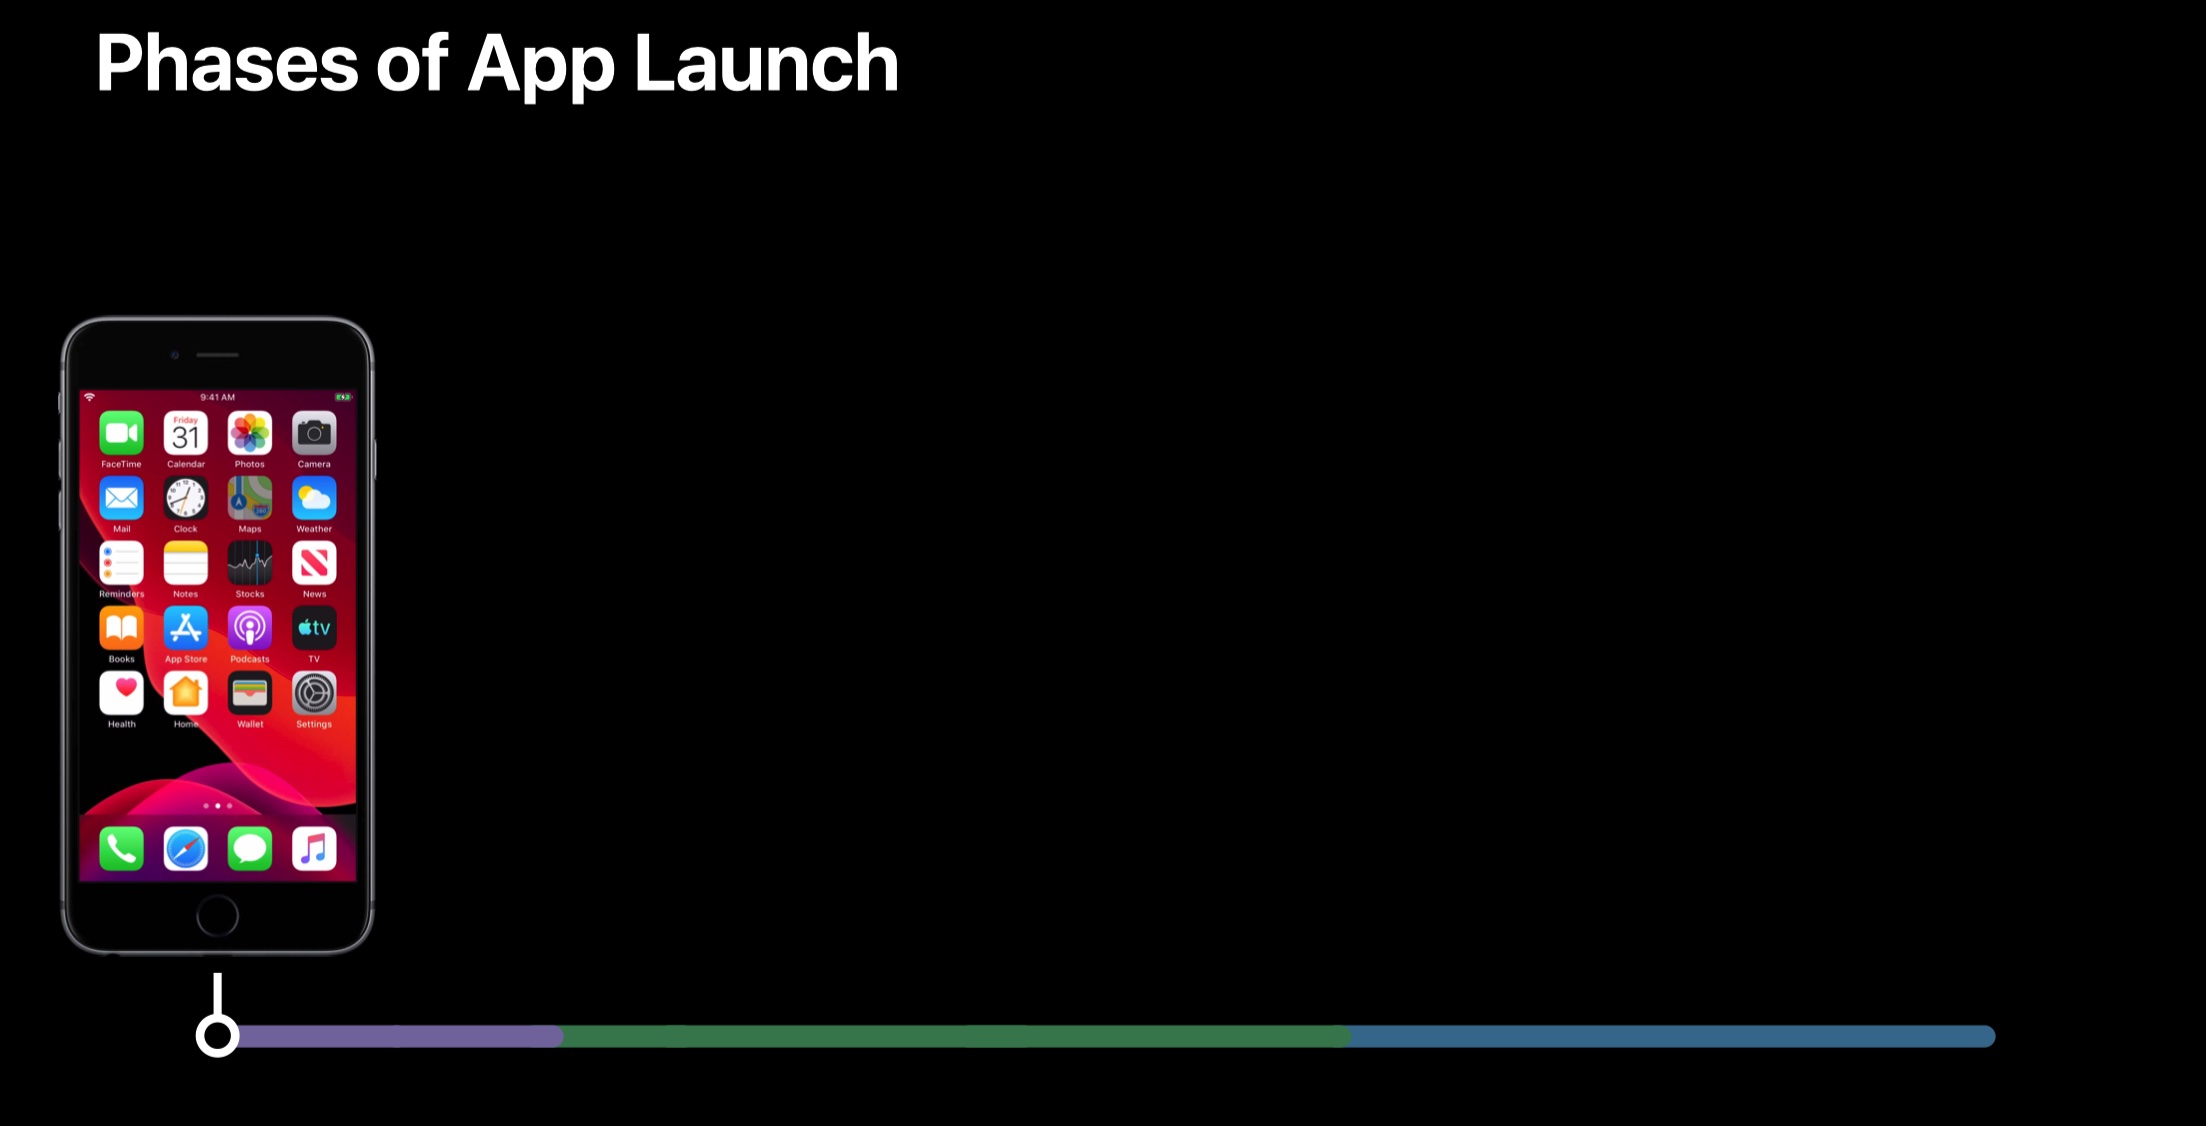 Phases of App Launch
9:41 AM
Friday
31
FaceTime Calendar Photos Camera
280
Mail Clock Maps Weather
Reminders Notes Stocks News
tv
Books App Store Podcasts TV
Health Home Wallet Settings